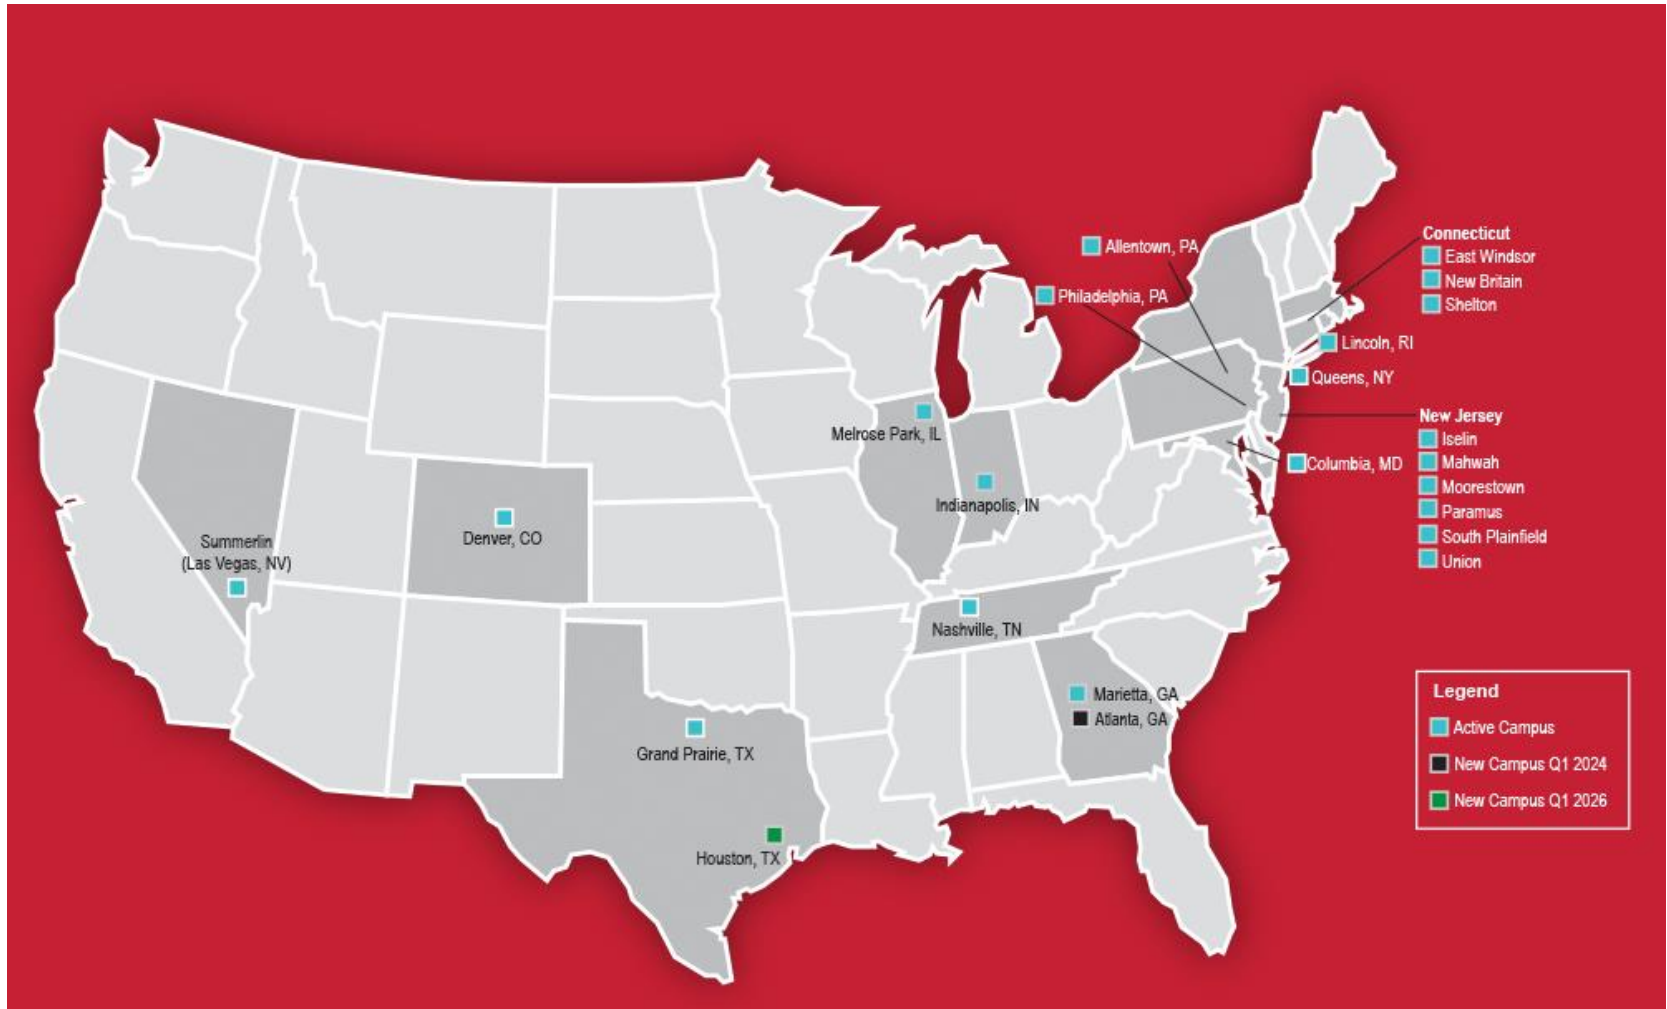 Connecticut
East Windsor
New Britain
Shelton
Allentown, PA
Philadelphia, PA
Lincoln, RI
Queens, NY
New Jersey
Iselin
Mahwah
Moorestown
Paramus
South Plainfield
Union
Columbia, MD
Melrose Park, IL
Indianapolis, IN
Denver, CO
Summerlin
(Las Vegas, NV)
Nashville, TN
Marietta, GA
Atlanta, GA
Grand Prairie, TX
Houston, TX
Legend
Active Campus
New Campus Q1 2024
New Campus Q1 2026